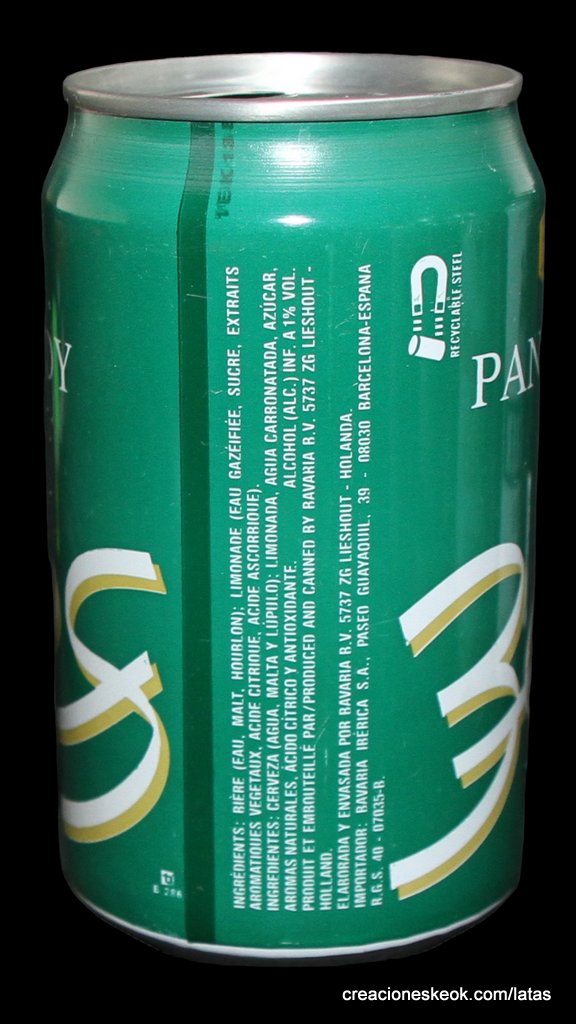 INGRÉDIENTS: BIÈRE (EAU, MALT, HOUBLON); LIMONADE (EAU GAZÉIFIÉE, SUCRE, EXTRAITS
AROMATIQUES VEGETAUX, ACIDE CITRIQUE, ACIDE ASCORBIQUE).
INGREDIENTES: CERVEZA (AGUA, MALTA Y LÚPULO); LIMONADA, AGUA CARBONATADA, AZÚCAR,
AROMAS NATURALES, ÁCIDO CÍTRICO Y ANTIOXIDANTE. ALCOHOL (ALC.) INF. A 1% VOL.
PRODUIT ET EMBOUTEILLÉ PAR/PRODUCED AND CANNED BY BAVARIA B.V. 5737 ZG LIESHOUT -
HOLLAND.
ELABORADA Y ENVASADA POR BAVARIA B.V. 5737 ZG LIESHOUT - HOLANDA.
IMPORTADOR: BAVARIA IBÉRICA S.A., PASEO GUAYAQUIL, 39 - 08030 BARCELONA-ESPANA
R.G.S. 40 - 07035-B.
RECYCLABLE STEEL
DY
PAN
creacioneskeok.com/latas